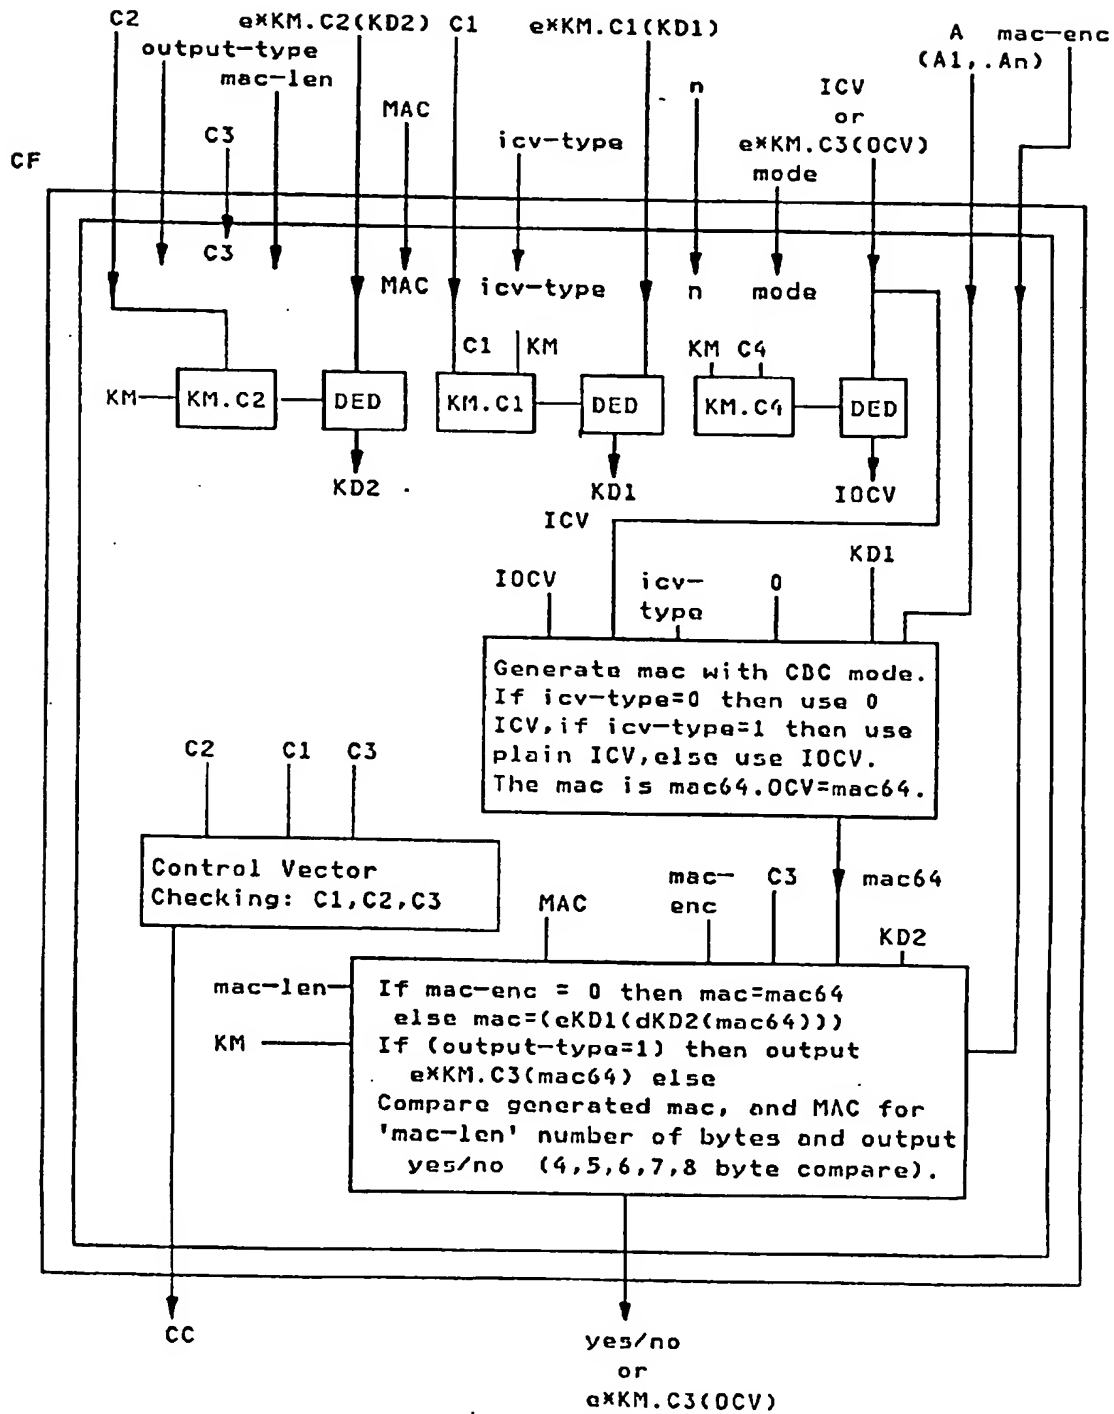 C2 e*KM.C2(KD2) C1 e*KM.C1(KD1) A mac-enc
output-type (A1,.An)
mac-len n ICV
MAC or
C3 icv-type e*KM.C3(OCV)
CF mode
C3 MAC icv-type n mode
C1 KM KM C4
KM KM.C2 DED KM.C1 DED KM.C4 DED
KD2 KD1 IOCV
ICV
IOCV icv- 0 KD1
type
Generate mac with CBC mode.
If icv-type=0 then use 0
ICV,if icv-type=1 then use
plain ICV,else use IOCV.
The mac is mac64.OCV=mac64.
C2 C1 C3
Control Vector
Checking: C1,C2,C3
MAC mac- C3 mac64
enc KD2
mac-len
KM
If mac-enc = 0 then mac=mac64
else mac=(eKD1(dKD2(mac64)))
If (output-type=1) then output
e*KM.C3(mac64) else
Compare generated mac, and MAC for
'mac-len' number of bytes and output
yes/no (4,5,6,7,8 byte compare).
CC
yes/no
or
e*KM.C3(OCV)